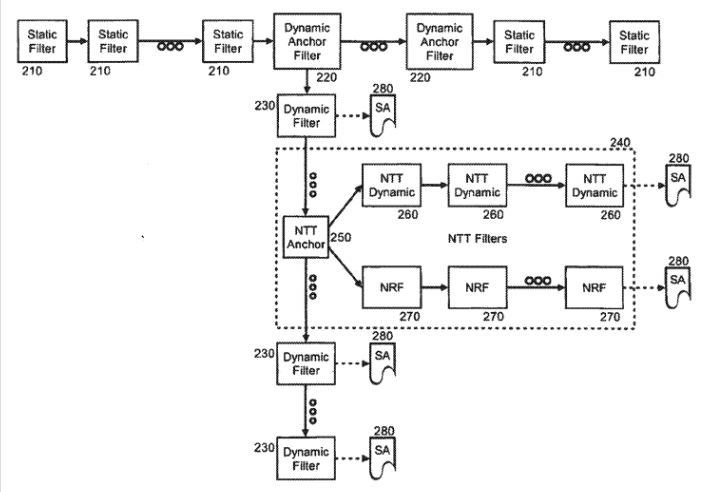 Static
Filter
210
Static
Filter
210
Static
Filter
210
Dynamic
Anchor
Filter
220
Dynamic
Anchor
Filter
220
Static
Filter
210
Static
Filter
210
230
Dynamic
Filter
280
SA
240
NTT
Dynamic
260
NTT
Dynamic
260
NTT
Dynamic
260
280
SA
NTT
Anchor
250
NTT Filters
NRF
270
NRF
270
NRF
270
280
SA
230
Dynamic
Filter
280
SA
230
Dynamic
Filter
280
SA